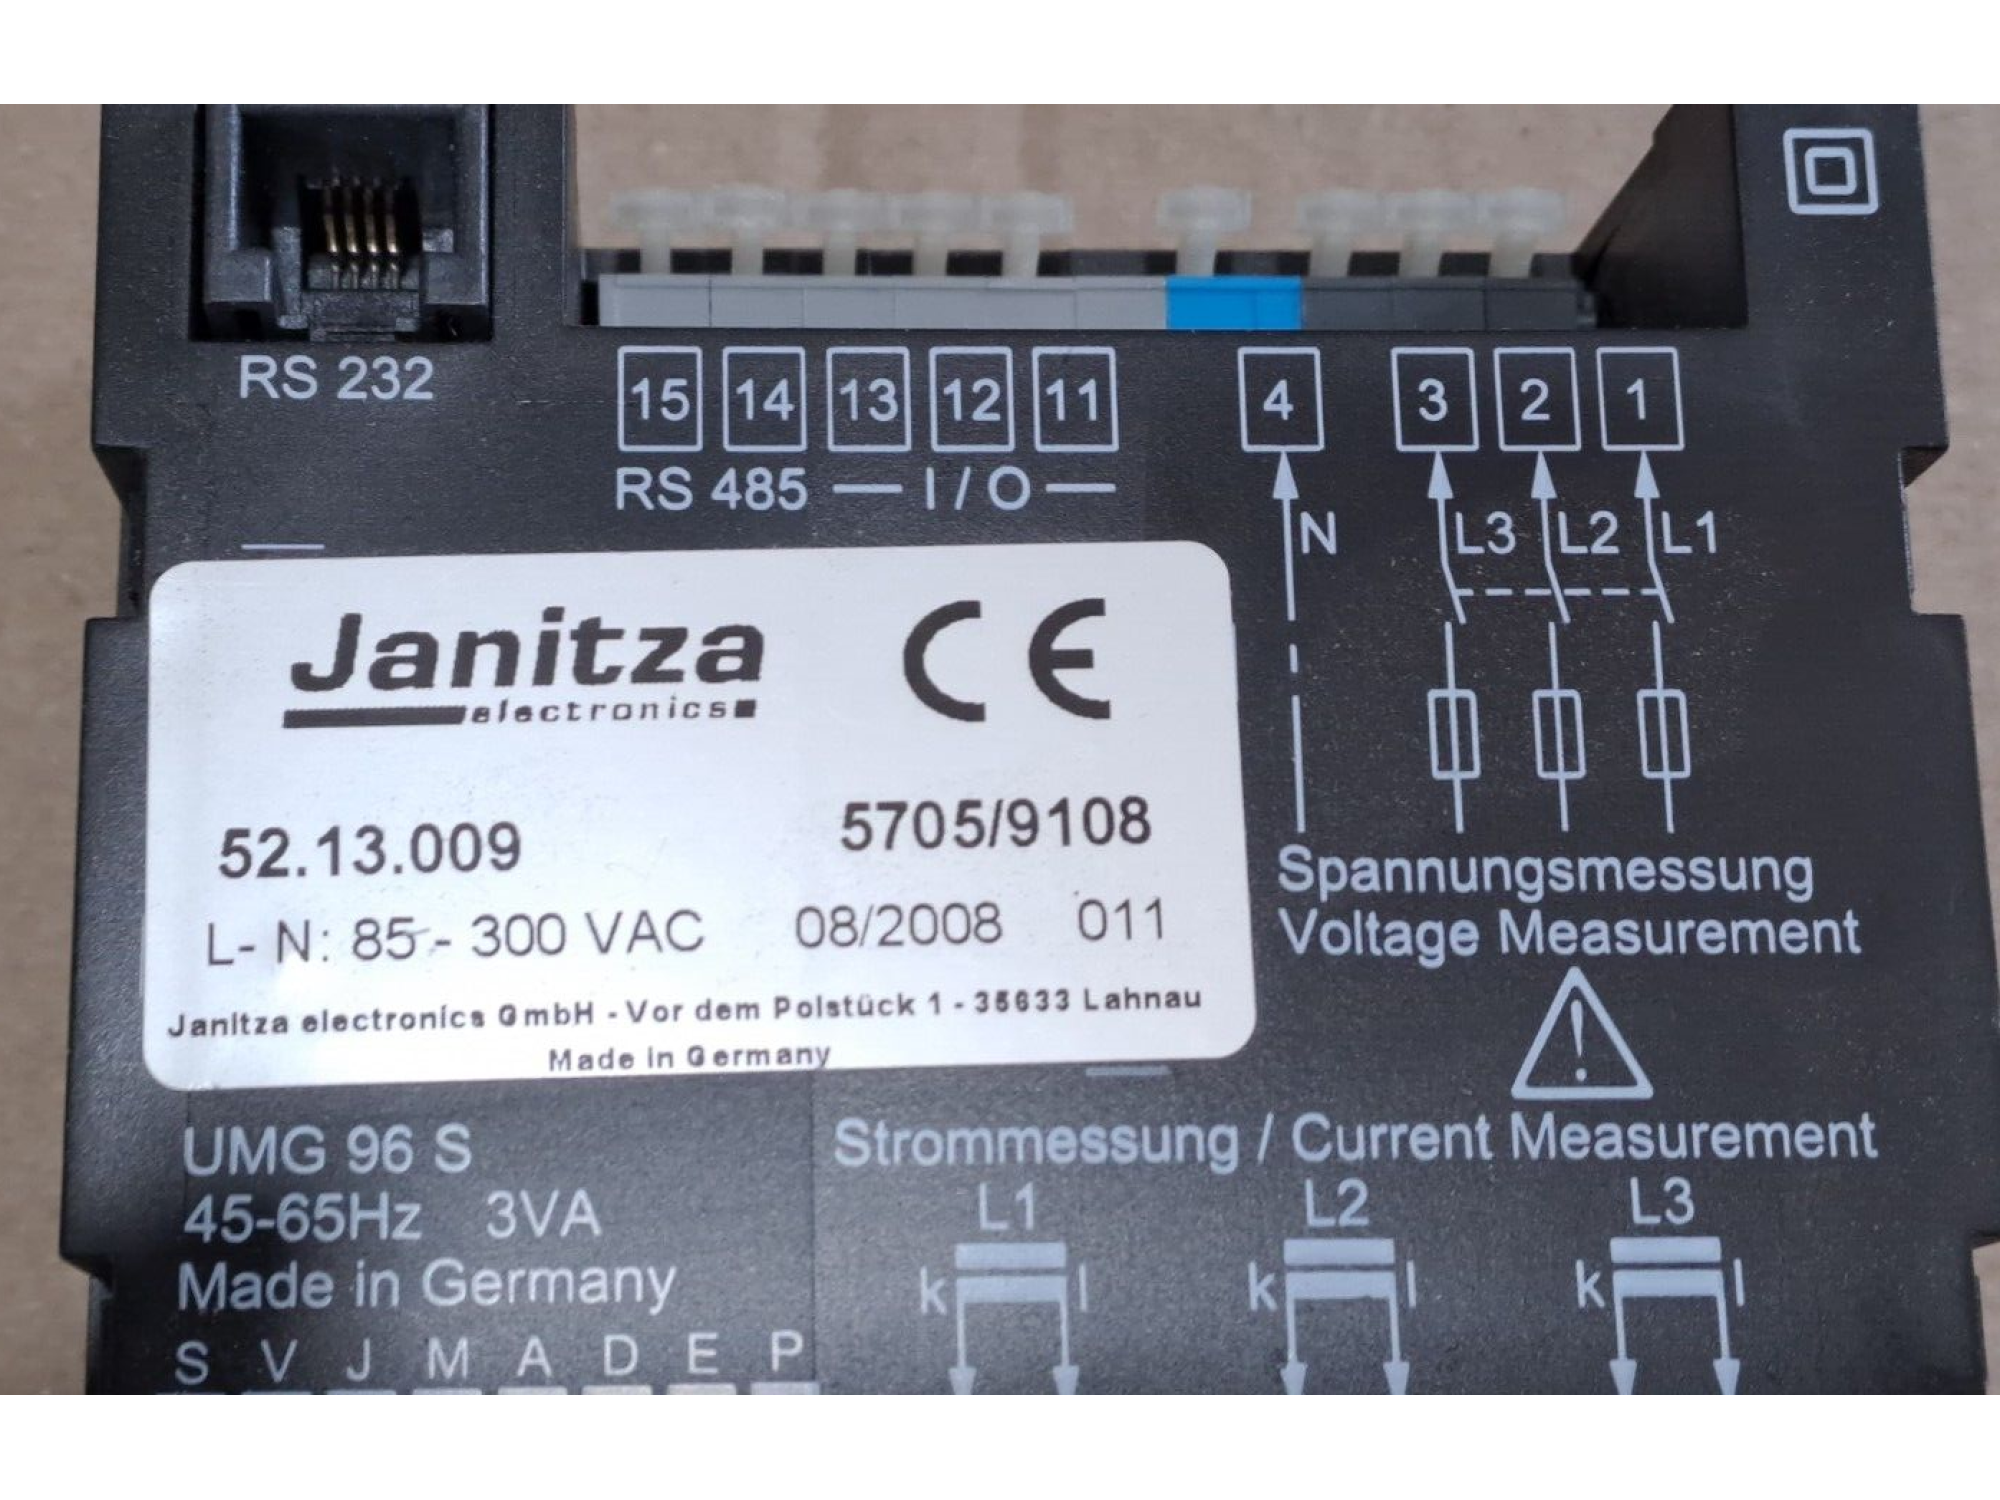 RS 232
15 14 13 12 11 4 3 2 1
RS 485 I / O
N L3 L2 L1
Janitza CE
electronics
52.13.009 5705/9108
L- N: 85 - 300 VAC 08/2008 011
Janitza electronics GmbH - Vor dem Polstück 1 - 35633 Lahnau
Made in Germany
Spannungsmessung
Voltage Measurement
UMG 96 S
45-65Hz 3VA
Made in Germany
S V J M A D E P
Strommessung / Current Measurement
L1 L2 L3
k l k l k l